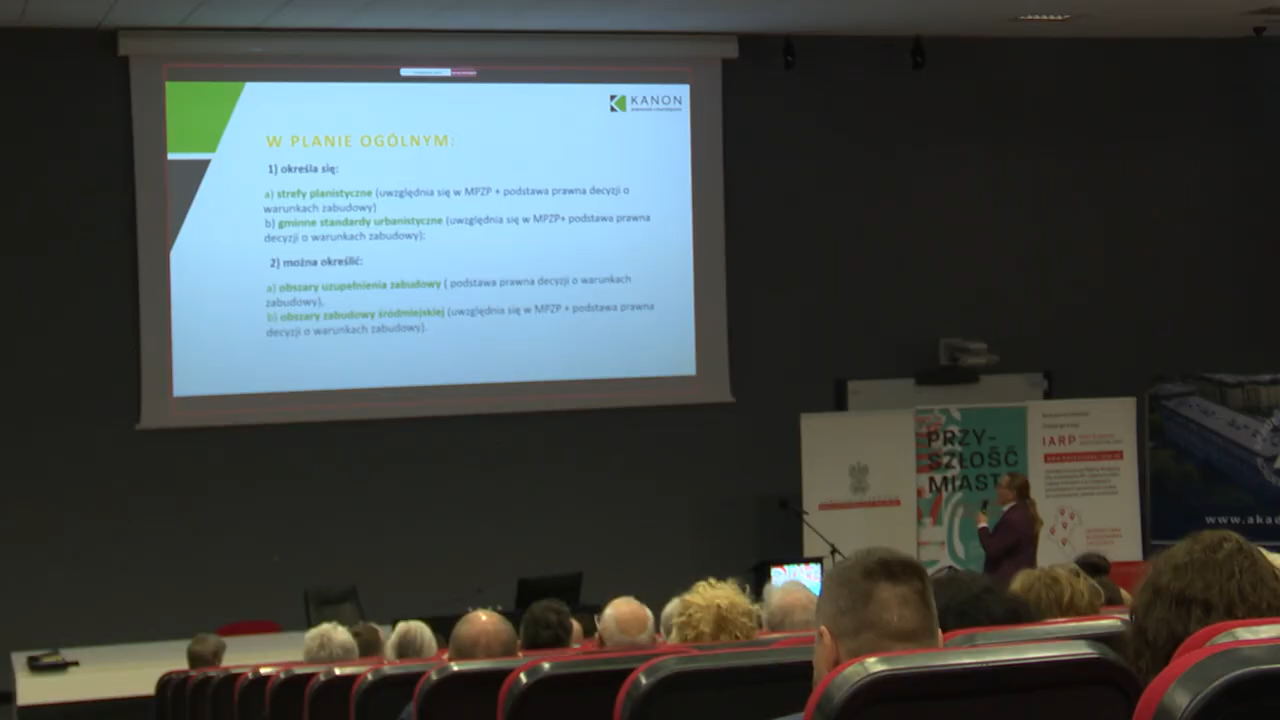 KANON
W PLANIE OGÓLNYM:
1) określa się:
a) strefy planistyczne (uwzględnia się w MPZP + podstawa prawna decyzji o
warunkach zabudowy)
b) gminne standardy urbanistyczne (uwzględnia się w MPZP+ podstawa prawna
decyzji o warunkach zabudowy);
2) można określić:
a) obszary uzupełnienia zabudowy ( podstawa prawna decyzji o warunkach
zabudowy),
b) obszary zabudowy śródmiejskiej (uwzględnia się w MPZP + podstawa prawna
decyzji o warunkach zabudowy).
PRZY-
SZŁOŚĆ
MIAST
IARP
www.akad